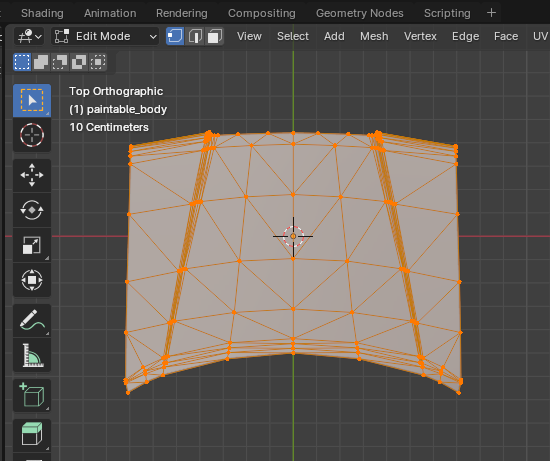 Shading Animation Rendering Compositing Geometry Nodes Scripting +
Edit Mode View Select Add Mesh Vertex Edge Face UV
Top Orthographic
(1) paintable_body
10 Centimeters